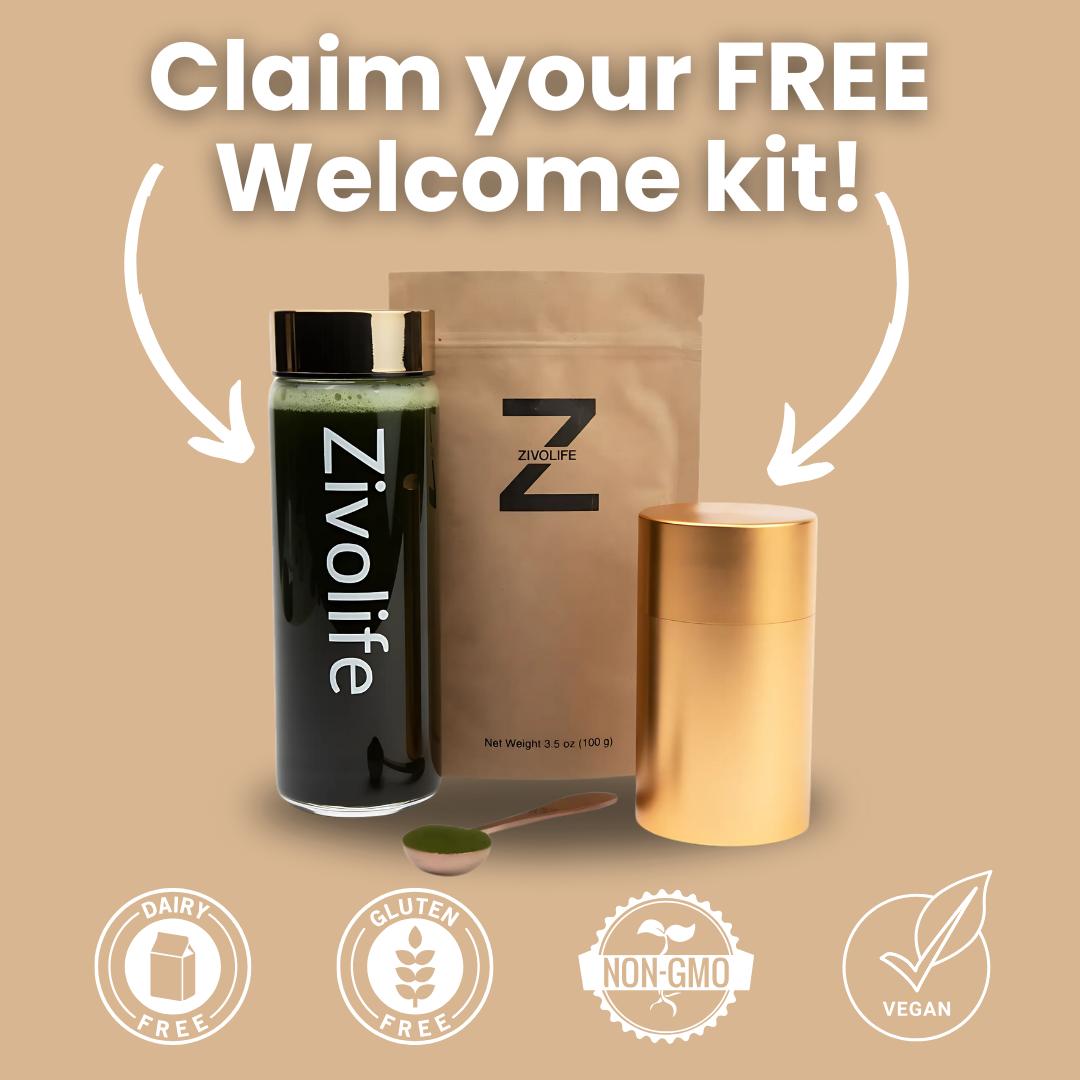 Claim your FREE
Welcome kit!
Zivolife
ZIVOLIFE
Net Weight 3.5 oz (100 g)
DAIRY
FREE
GLUTEN
FREE
NON-GMO
VEGAN